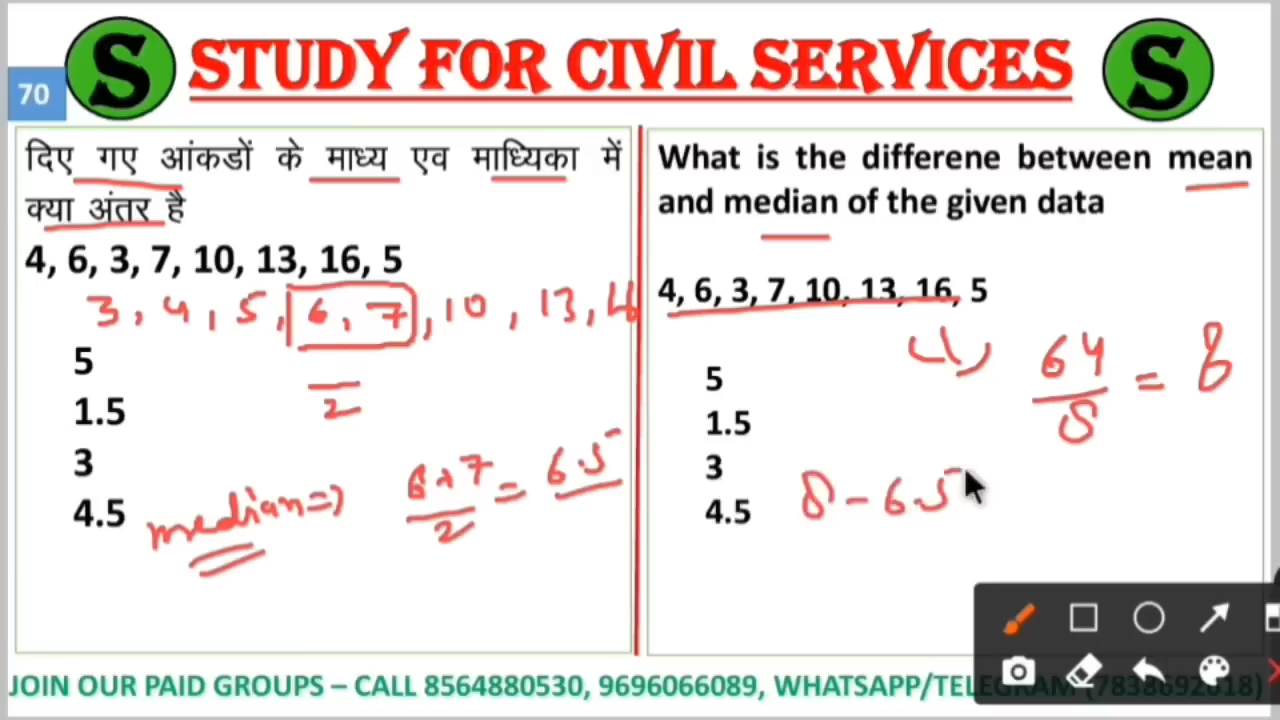 S STUDY FOR CIVIL SERVICES S
70
दिए गए आंकडों के माध्य एव माध्यिका में
क्या अंतर है
4, 6, 3, 7, 10, 13, 16, 5
3, 4, 5, 6, 7, 10, 13, 16
2
5
1.5
3
4.5
median=) 6+7/2 = 6.5
What is the differene between mean
and median of the given data
4, 6, 3, 7, 10, 13, 16, 5
64/8 = 8
5
1.5
3
4.5
8 - 6.5
JOIN OUR PAID GROUPS – CALL 8564880530, 9696066089, WHATSAPP/TELEGRAM (7838692618)